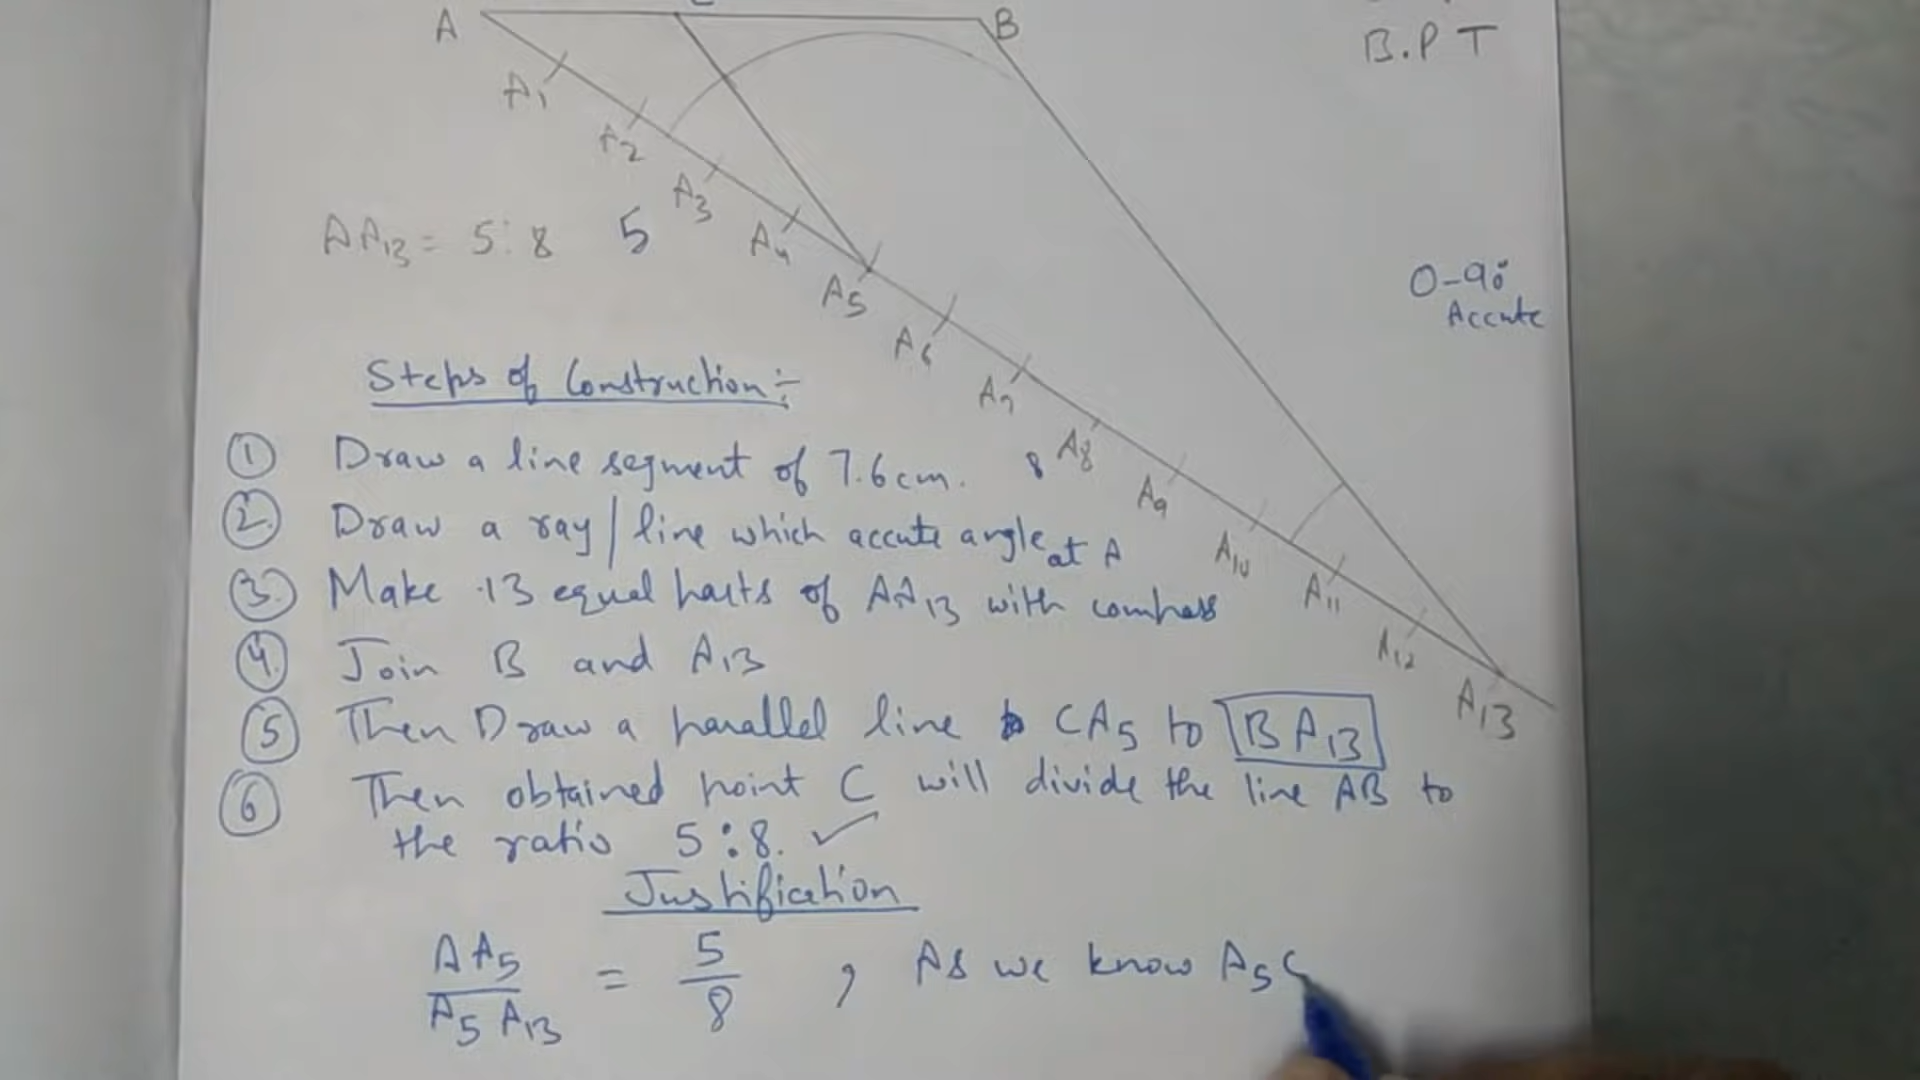 A
B
B.P T
A1
A2
A3
A4
A5
A6
A7
A8
A9
A10
A11
A12
A13
AA13 = 5:8 5
0-90°
Accute
Steps of Construction:-
1 Draw a line segment of 7.6cm. 8
2. Draw a ray/line which accute angle at A
3. Make 13 equal parts of AA13 with compass
4. Join B and A13
5 Then Draw a parallel line CA5 to BA13
6 Then obtained point C will divide the line AB to
the ratio 5:8. ✓
Justification
AA5/A5A13 = 5/8 , As we know A5C